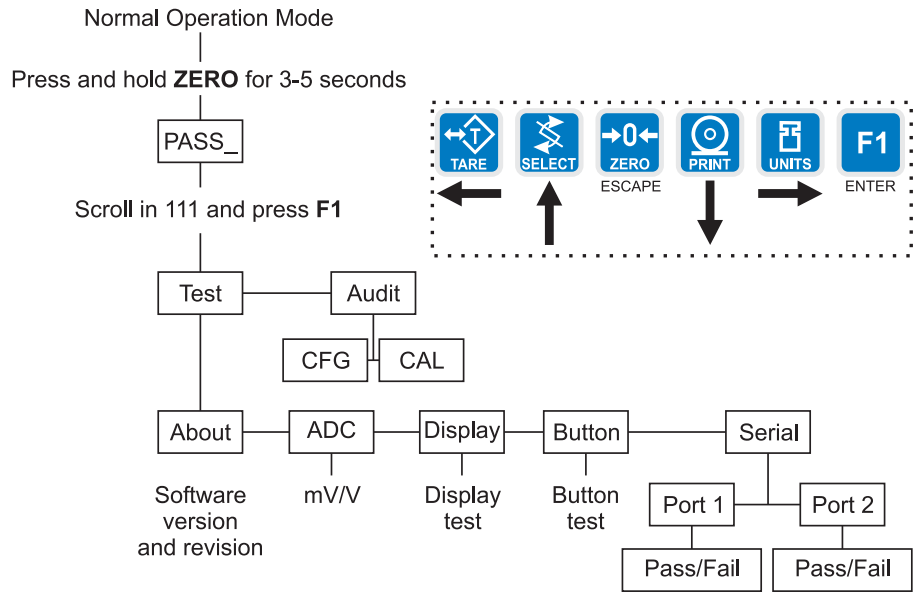 Normal Operation Mode
Press and hold ZERO for 3-5 seconds
PASS_
Scroll in 111 and press F1
TARE
SELECT
→0←
ZERO
PRINT
UNITS
F1
T
ESCAPE
ENTER
Test
Audit
CFG
CAL
About
ADC
Display
Button
Serial
Software
version
and revision
mV/V
Display
test
Button
test
Port 1
Port 2
Pass/Fail
Pass/Fail